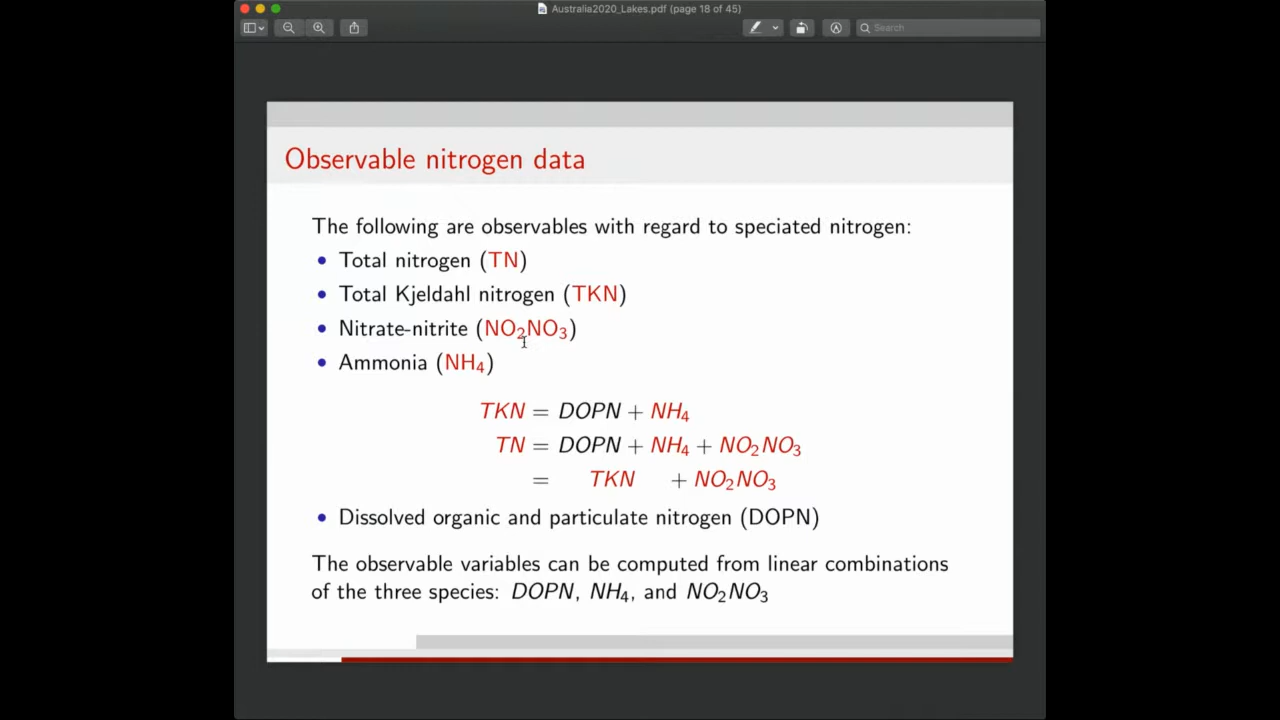 Australia2020_Lakes.pdf (page 18 of 45)
Search
Observable nitrogen data
The following are observables with regard to speciated nitrogen:
• Total nitrogen (TN)
• Total Kjeldahl nitrogen (TKN)
• Nitrate-nitrite (NO₂NO₃)
• Ammonia (NH₄)
TKN = DOPN + NH₄
TN = DOPN + NH₄ + NO₂NO₃
= TKN + NO₂NO₃
• Dissolved organic and particulate nitrogen (DOPN)
The observable variables can be computed from linear combinations
of the three species: DOPN, NH₄, and NO₂NO₃